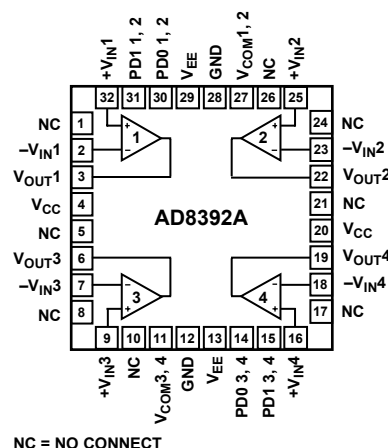 +VIN1
PD1 1, 2
PD0 1, 2
VEE
GND
VCOM1, 2
NC
+VIN2
32
31
30
29
28
27
26
25
NC 1
–VIN1 2
VOUT1 3
VCC 4
NC 5
VOUT3 6
–VIN3 7
NC 8
24 NC
23 –VIN2
22 VOUT2
21 NC
20 VCC
19 VOUT4
18 –VIN4
17 NC
+ – 1
+ – 2
AD8392A
– + 3
– + 4
9
10
11
12
13
14
15
16
+VIN3
NC
VCOM3, 4
GND
VEE
PD0 3, 4
PD1 3, 4
+VIN4
NC = NO CONNECT